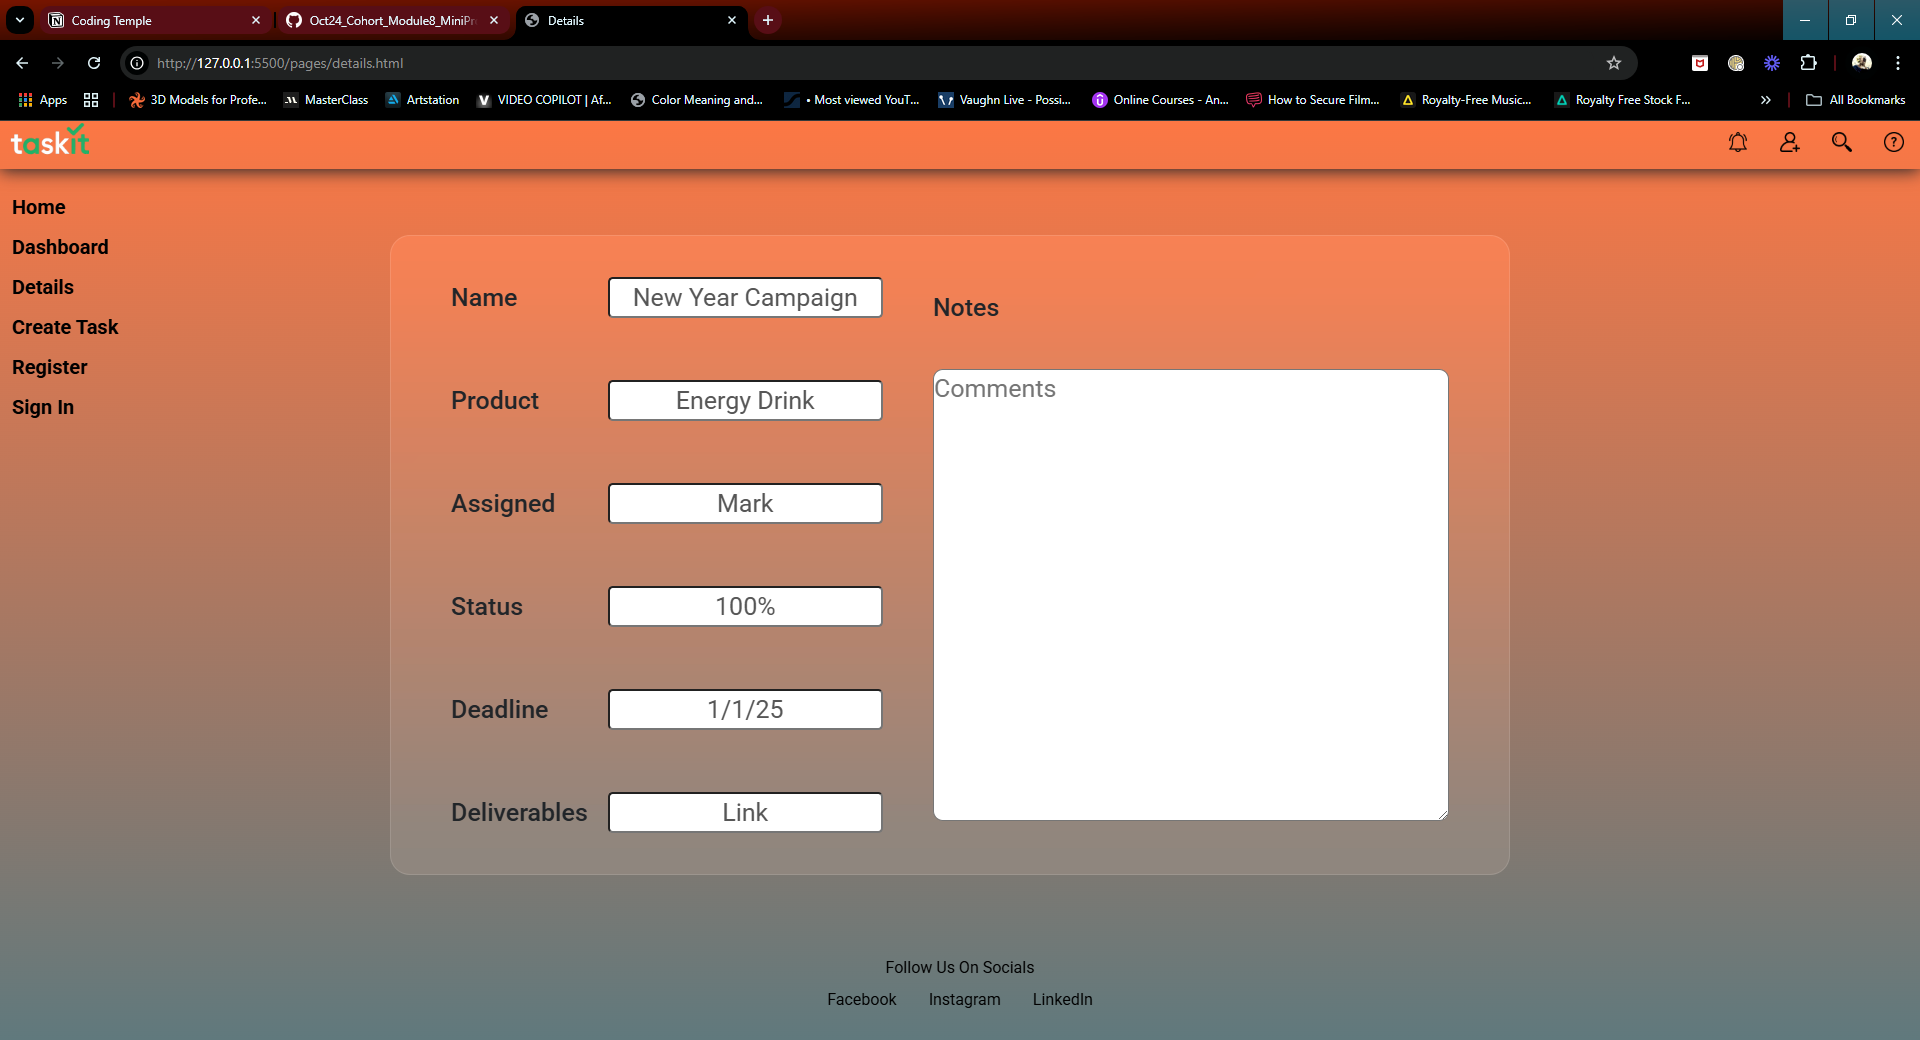 Coding Temple
Oct24_Cohort_Module8_MiniPr
Details
http://127.0.0.1:5500/pages/details.html
Apps
3D Models for Profe...
MasterClass
Artstation
VIDEO COPILOT | Af...
Color Meaning and...
• Most viewed YouT...
Vaughn Live - Possi...
Online Courses - An...
How to Secure Film...
Royalty-Free Music...
Royalty Free Stock F...
All Bookmarks
taskit
Home
Dashboard
Details
Create Task
Register
Sign In
Name
New Year Campaign
Product
Energy Drink
Assigned
Mark
Status
100%
Deadline
1/1/25
Deliverables
Link
Notes
Comments
Follow Us On Socials
Facebook Instagram LinkedIn